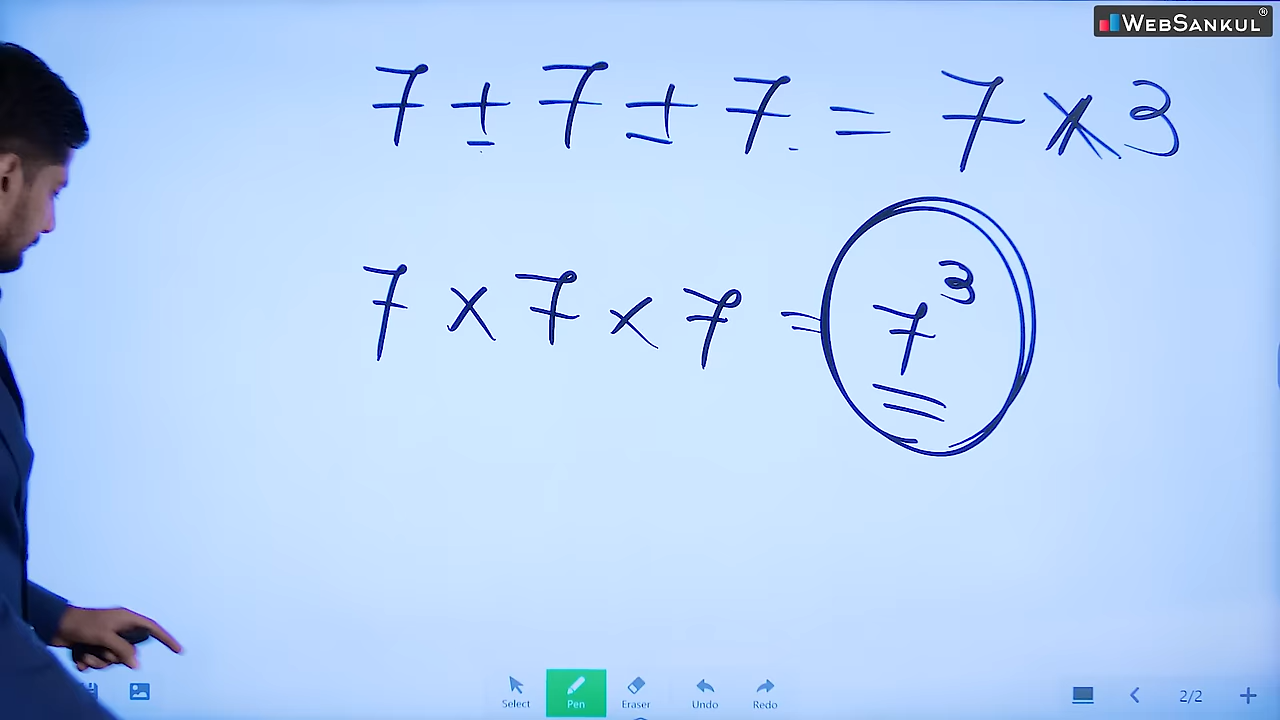 WEBSANKUL®
7 + 7 + 7 = 7 × 3
7 × 7 × 7 = 7³
Select Pen Eraser Undo Redo
2/2